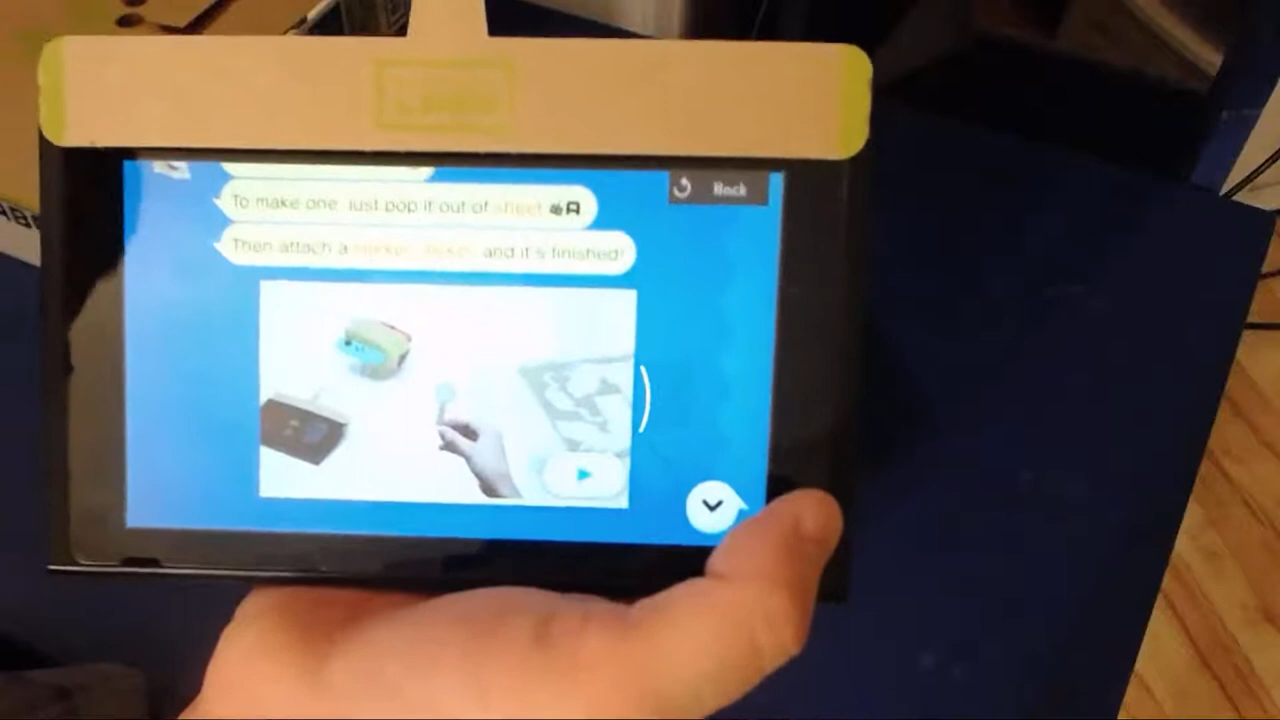 Back
To make one just pop it out of sheet
Then attach a and it's finished!